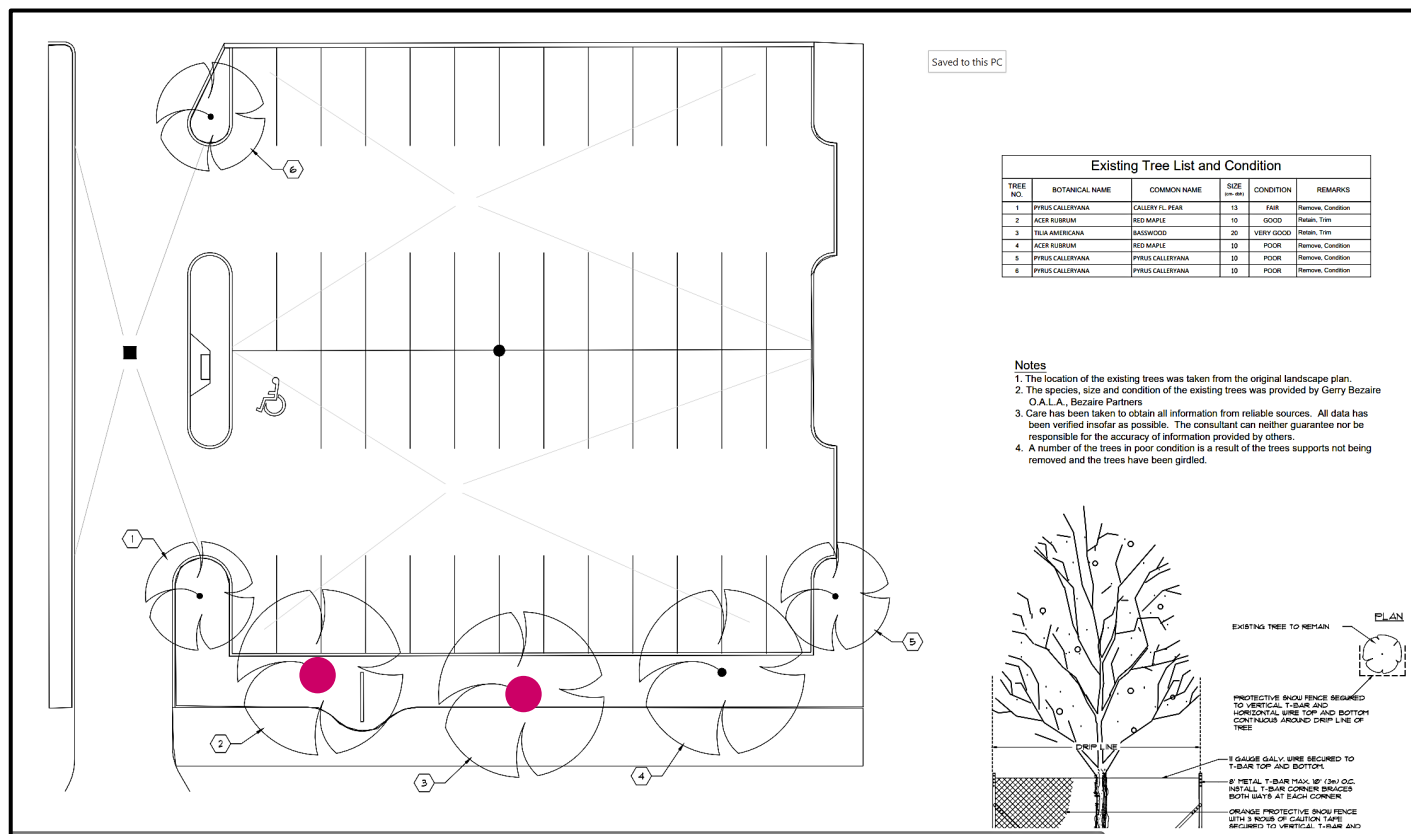 Saved to this PC
6
Existing Tree List and Condition
TREE NO. BOTANICAL NAME COMMON NAME SIZE (cm- dbh) CONDITION REMARKS
1 PYRUS CALLERYANA CALLERY FL. PEAR 13 FAIR Remove, Condition
2 ACER RUBRUM RED MAPLE 10 GOOD Retain, Trim
3 TILIA AMERICANA BASSWOOD 20 VERY GOOD Retain, Trim
4 ACER RUBRUM RED MAPLE 10 POOR Remove, Condition
5 PYRUS CALLERYANA PYRUS CALLERYANA 10 POOR Remove, Condition
6 PYRUS CALLERYANA PYRUS CALLERYANA 10 POOR Remove, Condition
Notes
1. The location of the existing trees was taken from the original landscape plan.
2. The species, size and condition of the existing trees was provided by Gerry Bezaire
O.A.L.A., Bezaire Partners
3. Care has been taken to obtain all information from reliable sources. All data has
been verified insofar as possible. The consultant can neither guarantee nor be
responsible for the accuracy of information provided by others.
4. A number of the trees in poor condition is a result of the trees supports not being
removed and the trees have been girdled.
1
5
2
3
4
PLAN
EXISTING TREE TO REMAIN
PROTECTIVE SNOW FENCE SECURED
TO VERTICAL T-BAR AND
HORIZONTAL WIRE TOP AND BOTTOM
CONTINUOUS AROUND DRIP LINE OF
TREE
DRIP LINE
11 GAUGE GALV. WIRE SECURED TO
T-BAR TOP AND BOTTOM.
8' METAL T-BAR MAX. 10' (3m) O.C.
INSTALL T-BAR CORNER BRACES
BOTH WAYS AT EACH CORNER
ORANGE PROTECTIVE SNOW FENCE
WITH 3 ROWS OF CAUTION TAPE
SECURED TO VERTICAL T-BAR AND